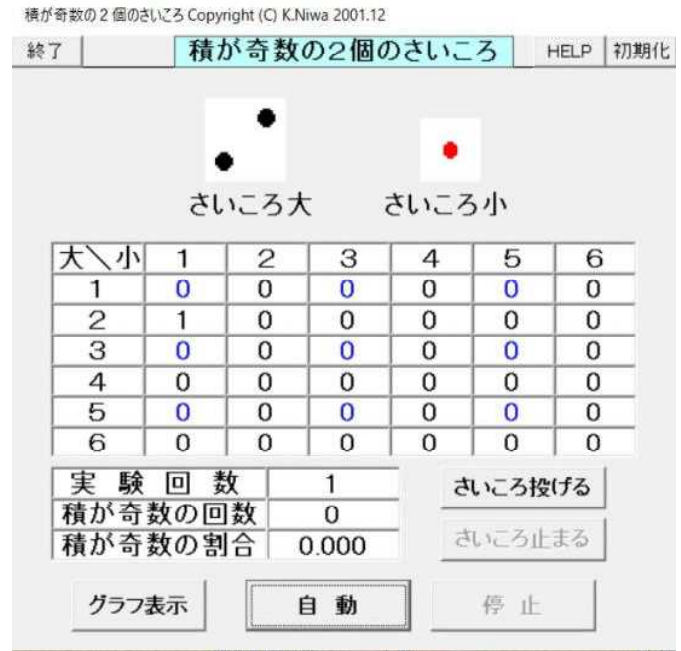 積が奇数の２個のさいころ Copyright (C) K.Niwa 2001.12
終了 積が奇数の２個のさいころ HELP 初期化
さいころ大 さいころ小
大＼小 1 2 3 4 5 6
1 0 0 0 0 0 0
2 1 0 0 0 0 0
3 0 0 0 0 0 0
4 0 0 0 0 0 0
5 0 0 0 0 0 0
6 0 0 0 0 0 0
実験回数 1 さいころ投げる
積が奇数の回数 0
積が奇数の割合 0.000 さいころ止まる
グラフ表示 自動 停止